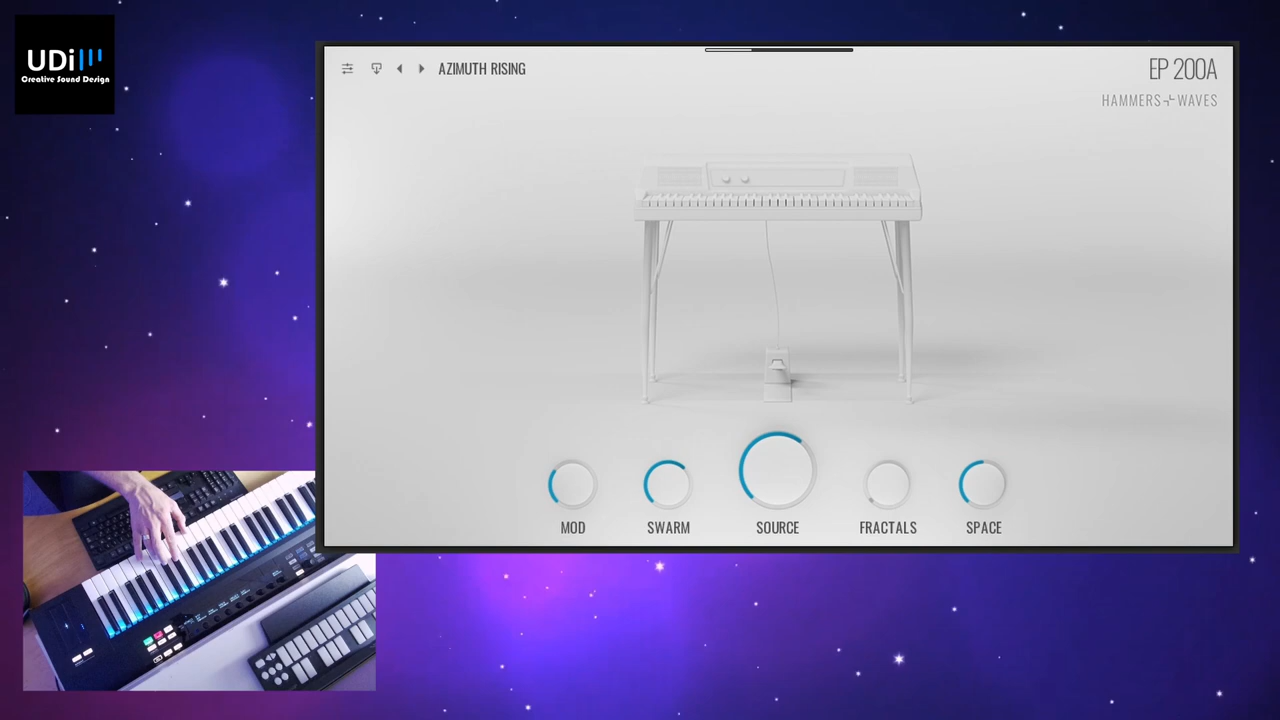 UDi
Creative Sound Design
AZIMUTH RISING
EP 200A
HAMMERS WAVES
MOD
SWARM
SOURCE
FRACTALS
SPACE